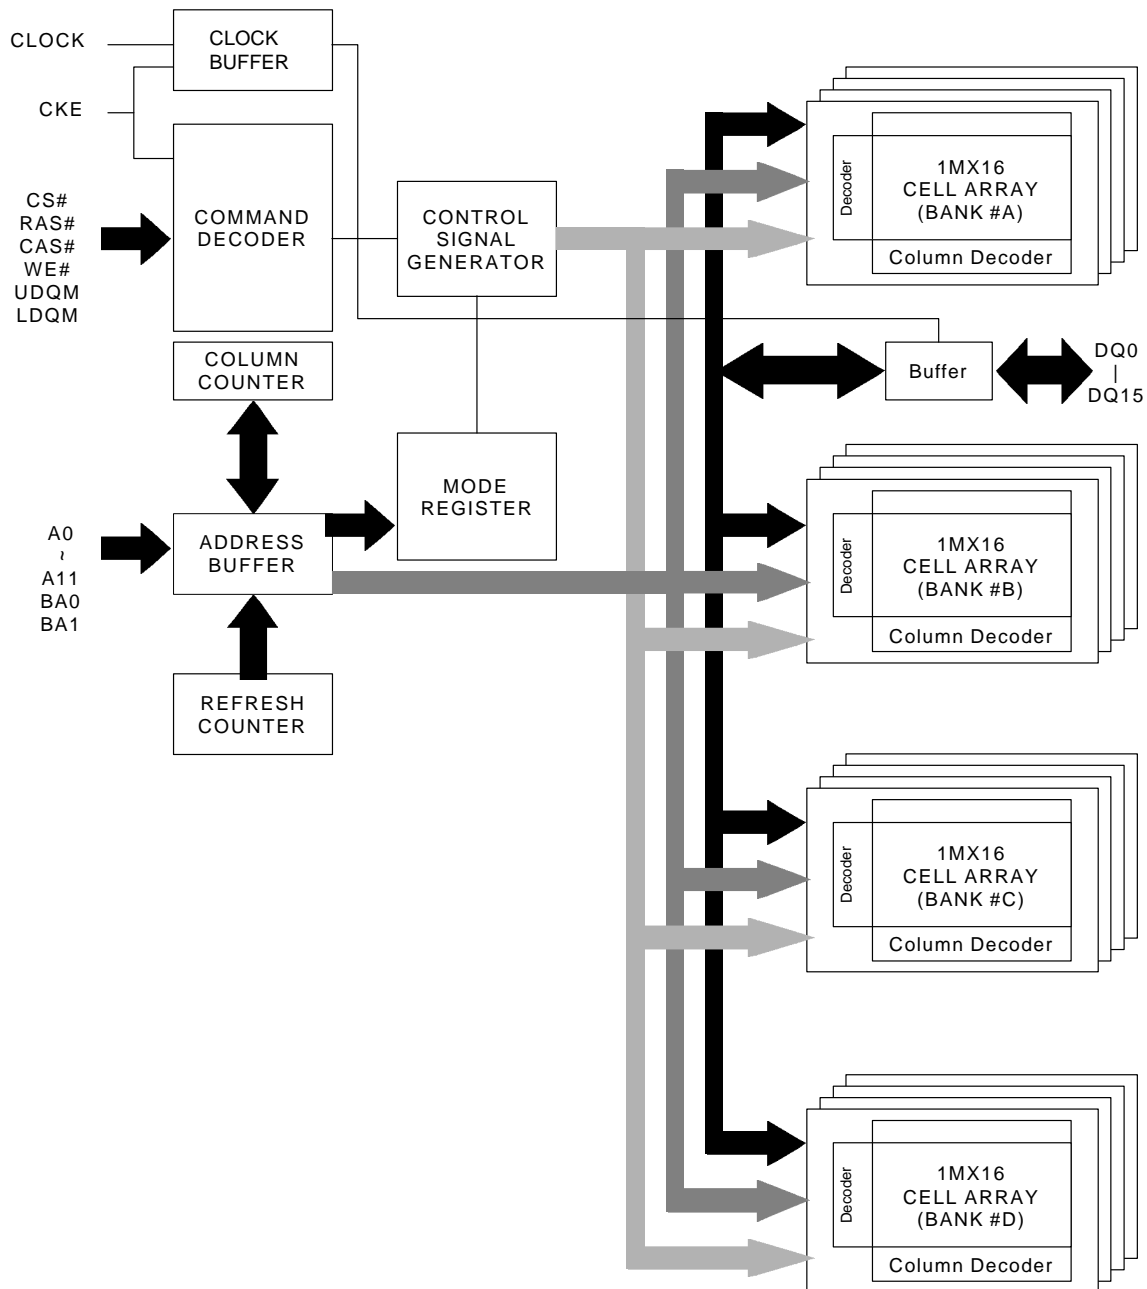 CLOCK
CLOCK
BUFFER
CKE
CS#
RAS#
CAS#
WE#
UDQM
LDQM
COMMAND
DECODER
CONTROL
SIGNAL
GENERATOR
COLUMN
COUNTER
MODE
REGISTER
A0
~
A11
BA0
BA1
ADDRESS
BUFFER
REFRESH
COUNTER
Decoder
1MX16
CELL ARRAY
(BANK #A)
Column Decoder
Buffer
DQ0
|
DQ15
Decoder
1MX16
CELL ARRAY
(BANK #B)
Column Decoder
Decoder
1MX16
CELL ARRAY
(BANK #C)
Column Decoder
Decoder
1MX16
CELL ARRAY
(BANK #D)
Column Decoder